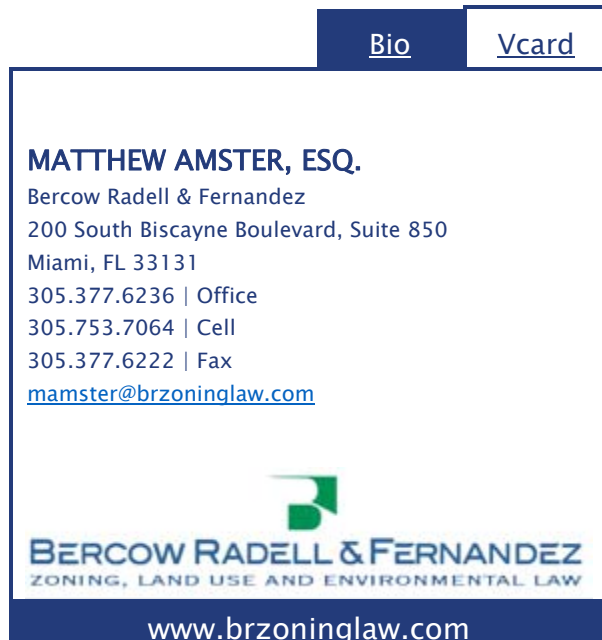 Bio Vcard
MATTHEW AMSTER, ESQ.
Bercow Radell & Fernandez
200 South Biscayne Boulevard, Suite 850
Miami, FL 33131
305.377.6236 | Office
305.753.7064 | Cell
305.377.6222 | Fax
mamster@brzoninglaw.com
BERCOW RADELL & FERNANDEZ
ZONING, LAND USE AND ENVIRONMENTAL LAW
www.brzoninglaw.com